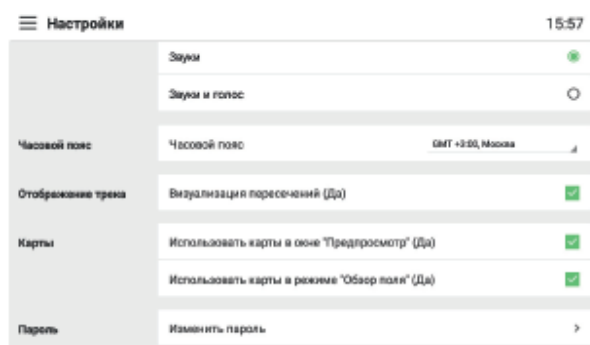 Настройки 15:57
Звуки
Звуки и голос
Часовой пояс Часовой пояс GMT +3:00, Москва
Отображение трека Визуализация пересечений (Да)
Карты Использовать карты в окне "Предпросмотр" (Да)
Использовать карты в режиме "Обзор поля" (Да)
Пароль Изменить пароль